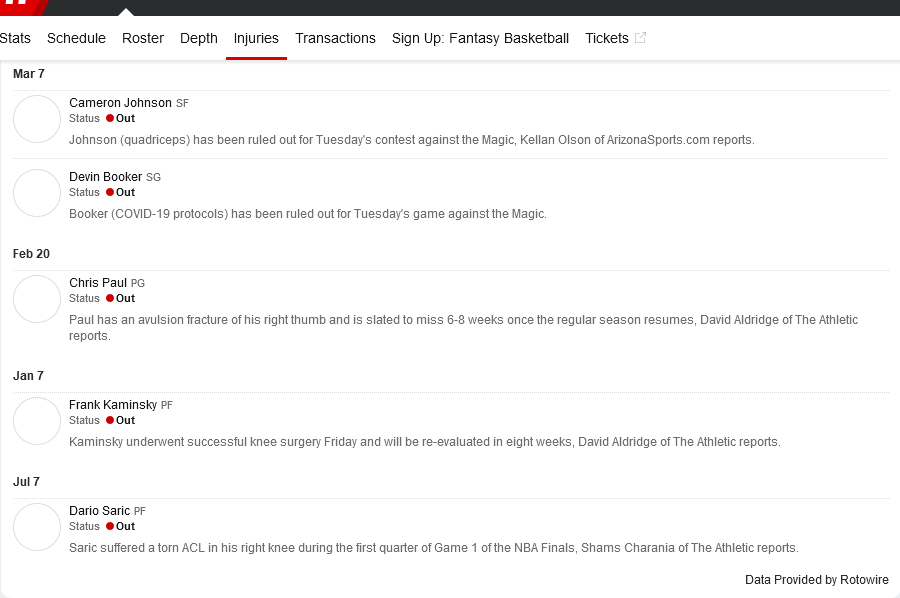 Stats Schedule Roster Depth Injuries Transactions Sign Up: Fantasy Basketball Tickets
Mar 7
Cameron Johnson SF
Status Out
Johnson (quadriceps) has been ruled out for Tuesday's contest against the Magic, Kellan Olson of ArizonaSports.com reports.
Devin Booker SG
Status Out
Booker (COVID-19 protocols) has been ruled out for Tuesday's game against the Magic.
Feb 20
Chris Paul PG
Status Out
Paul has an avulsion fracture of his right thumb and is slated to miss 6-8 weeks once the regular season resumes, David Aldridge of The Athletic
reports.
Jan 7
Frank Kaminsky PF
Status Out
Kaminsky underwent successful knee surgery Friday and will be re-evaluated in eight weeks, David Aldridge of The Athletic reports.
Jul 7
Dario Saric PF
Status Out
Saric suffered a torn ACL in his right knee during the first quarter of Game 1 of the NBA Finals, Shams Charania of The Athletic reports.
Data Provided by Rotowire